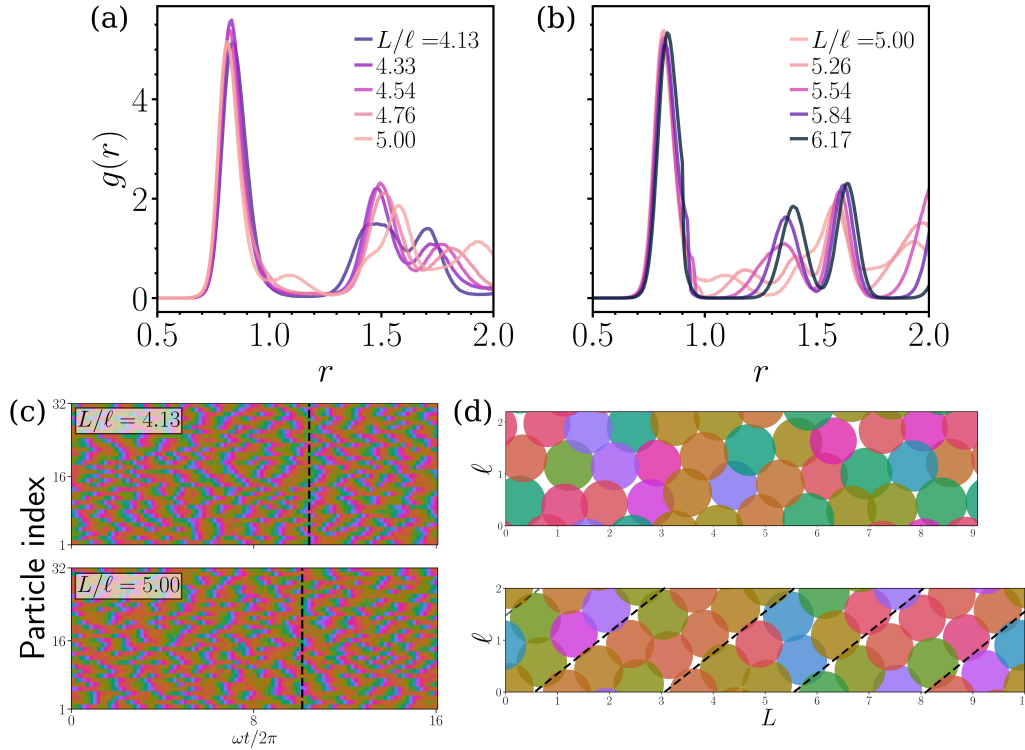 (a)
L/ℓ =4.13
4.33
4.54
4.76
5.00
g(r)
4
2
0
0.5 1.0 1.5 2.0
r
(b)
L/ℓ =5.00
5.26
5.54
5.84
6.17
0.5 1.0 1.5 2.0
r
(c)
Particle index
32
16
1
L/ℓ = 4.13
0 8 16
32
16
1
L/ℓ = 5.00
0 8 16
ωt/2π
(d)
ℓ
2
1
0
0 1 2 3 4 5 6 7 8 9
ℓ
2
1
0
0 1 2 3 4 5 6 7 8 9
L